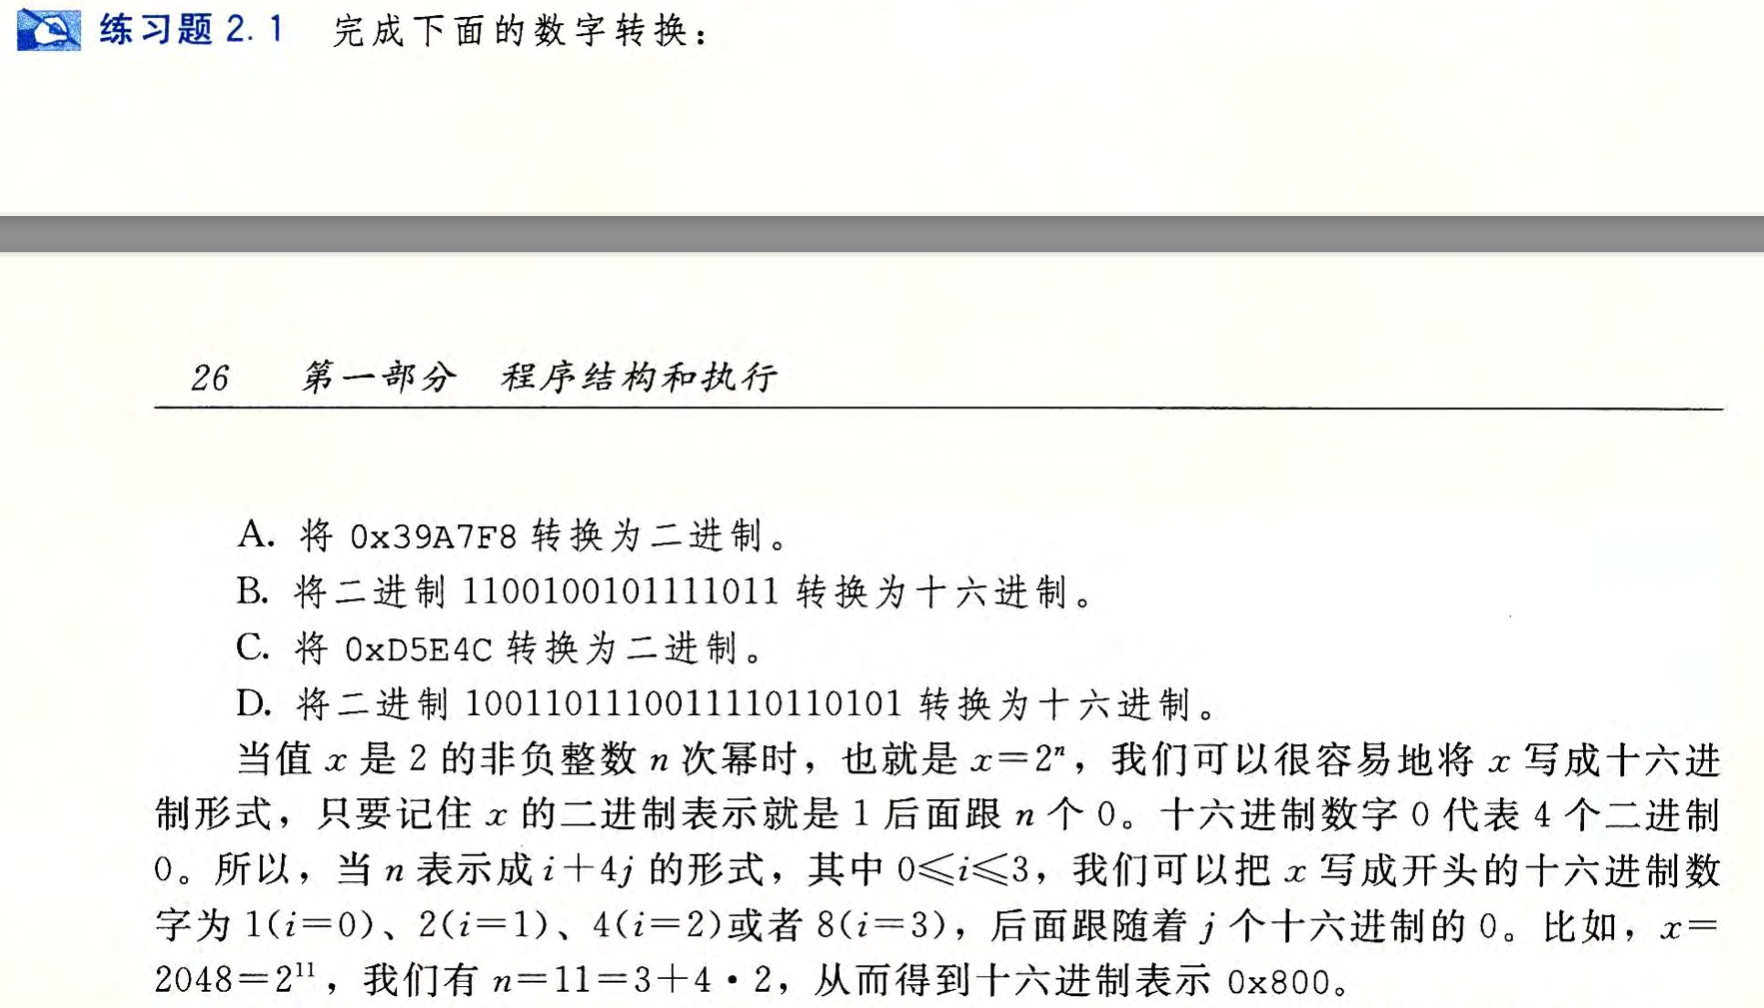 练习题 2.1 完成下面的数字转换：
26 第一部分 程序结构和执行
A. 将 0x39A7F8 转换为二进制。
B. 将二进制 1100100101111011 转换为十六进制。
C. 将 0xD5E4C 转换为二进制。
D. 将二进制 1001101110011110110101 转换为十六进制。
当值 x 是 2 的非负整数 n 次幂时，也就是 x=2ⁿ，我们可以很容易地将 x 写成十六进
制形式，只要记住 x 的二进制表示就是 1 后面跟 n 个 0。十六进制数字 0 代表 4 个二进制
0。所以，当 n 表示成 i+4j 的形式，其中 0≤i≤3，我们可以把 x 写成开头的十六进制数
字为 1(i=0)、2(i=1)、4(i=2)或者 8(i=3)，后面跟随着 j 个十六进制的 0。比如，x=
2048=2¹¹，我们有 n=11=3+4·2，从而得到十六进制表示 0x800。